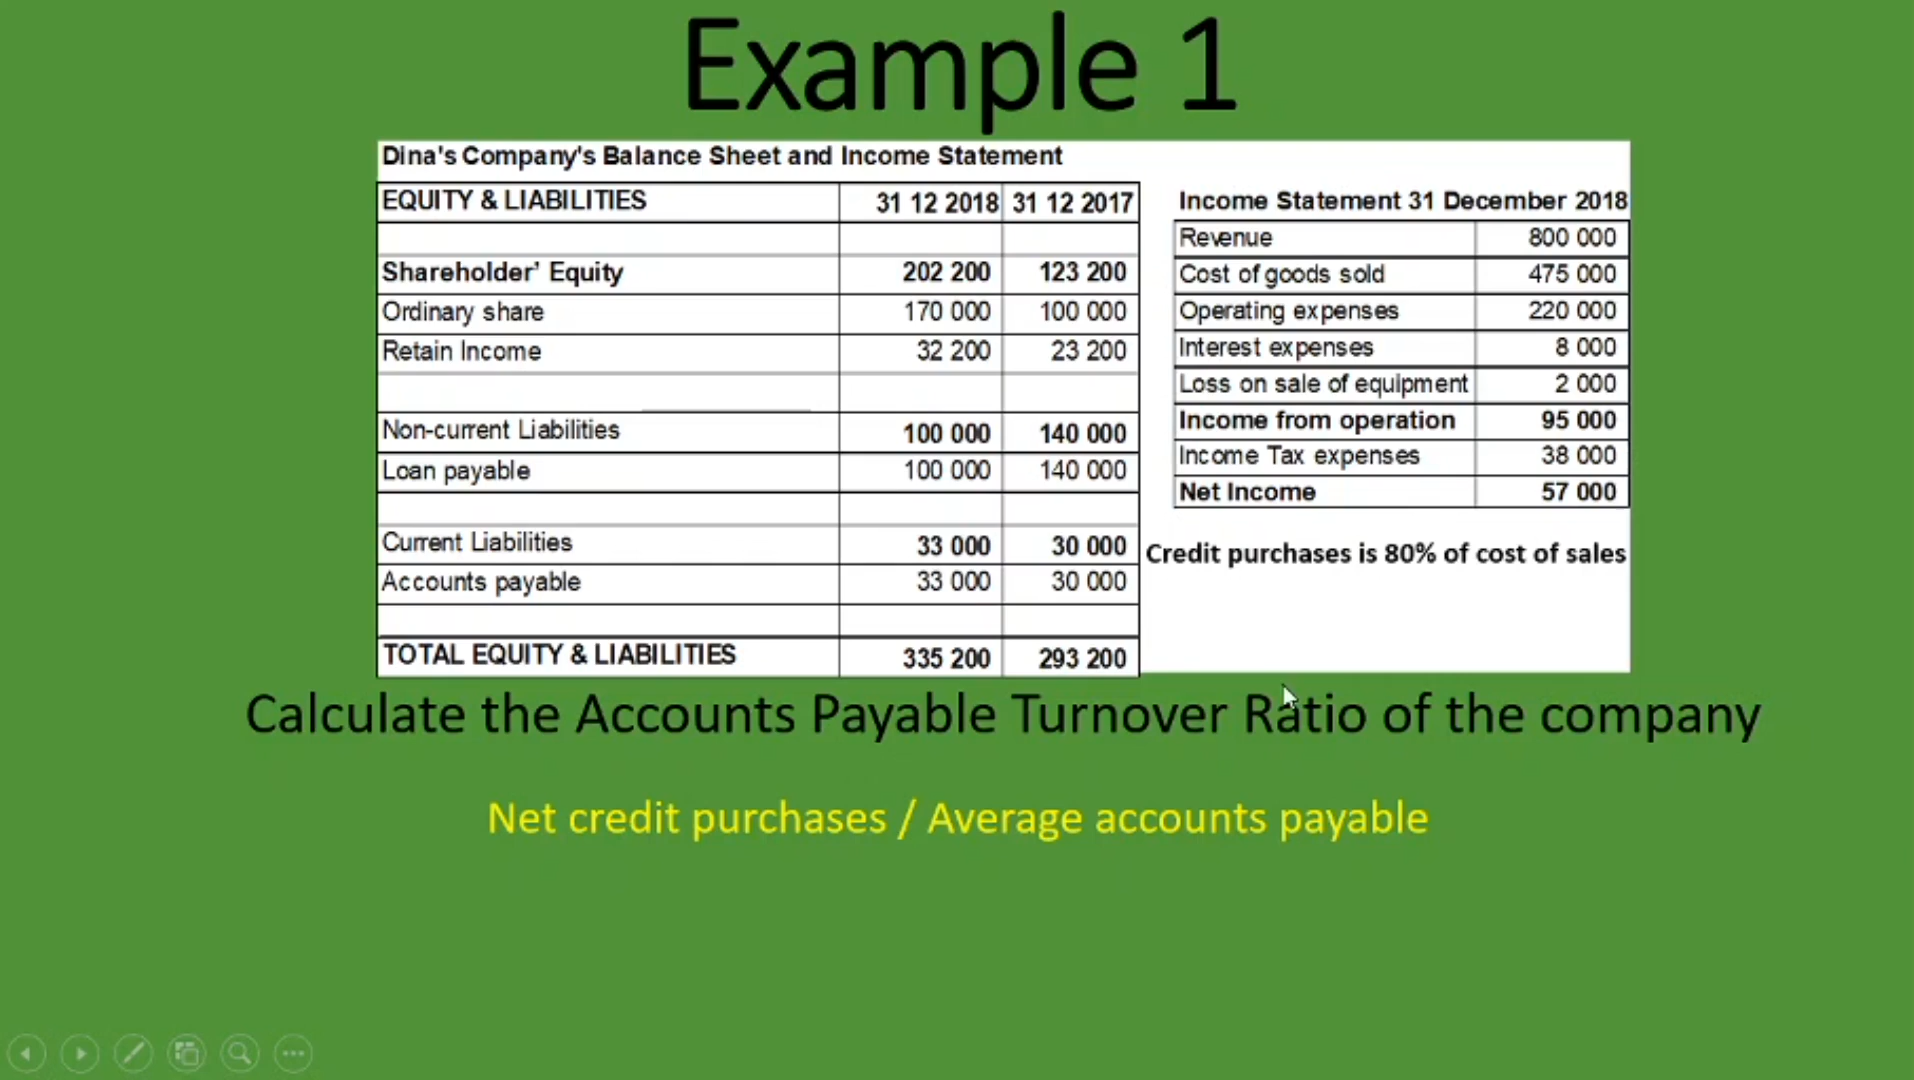 Example 1
Dina's Company's Balance Sheet and Income Statement
EQUITY & LIABILITIES 31 12 2018 31 12 2017
Shareholder’ Equity 202 200 123 200
Ordinary share 170 000 100 000
Retain Income 32 200 23 200
Non-current Liabilities 100 000 140 000
Loan payable 100 000 140 000
Current Liabilities 33 000 30 000
Accounts payable 33 000 30 000
TOTAL EQUITY & LIABILITIES 335 200 293 200
Income Statement 31 December 2018
Revenue 800 000
Cost of goods sold 475 000
Operating expenses 220 000
Interest expenses 8 000
Loss on sale of equipment 2 000
Income from operation 95 000
Income Tax expenses 38 000
Net Income 57 000
Credit purchases is 80% of cost of sales
Calculate the Accounts Payable Turnover Ratio of the company
Net credit purchases / Average accounts payable